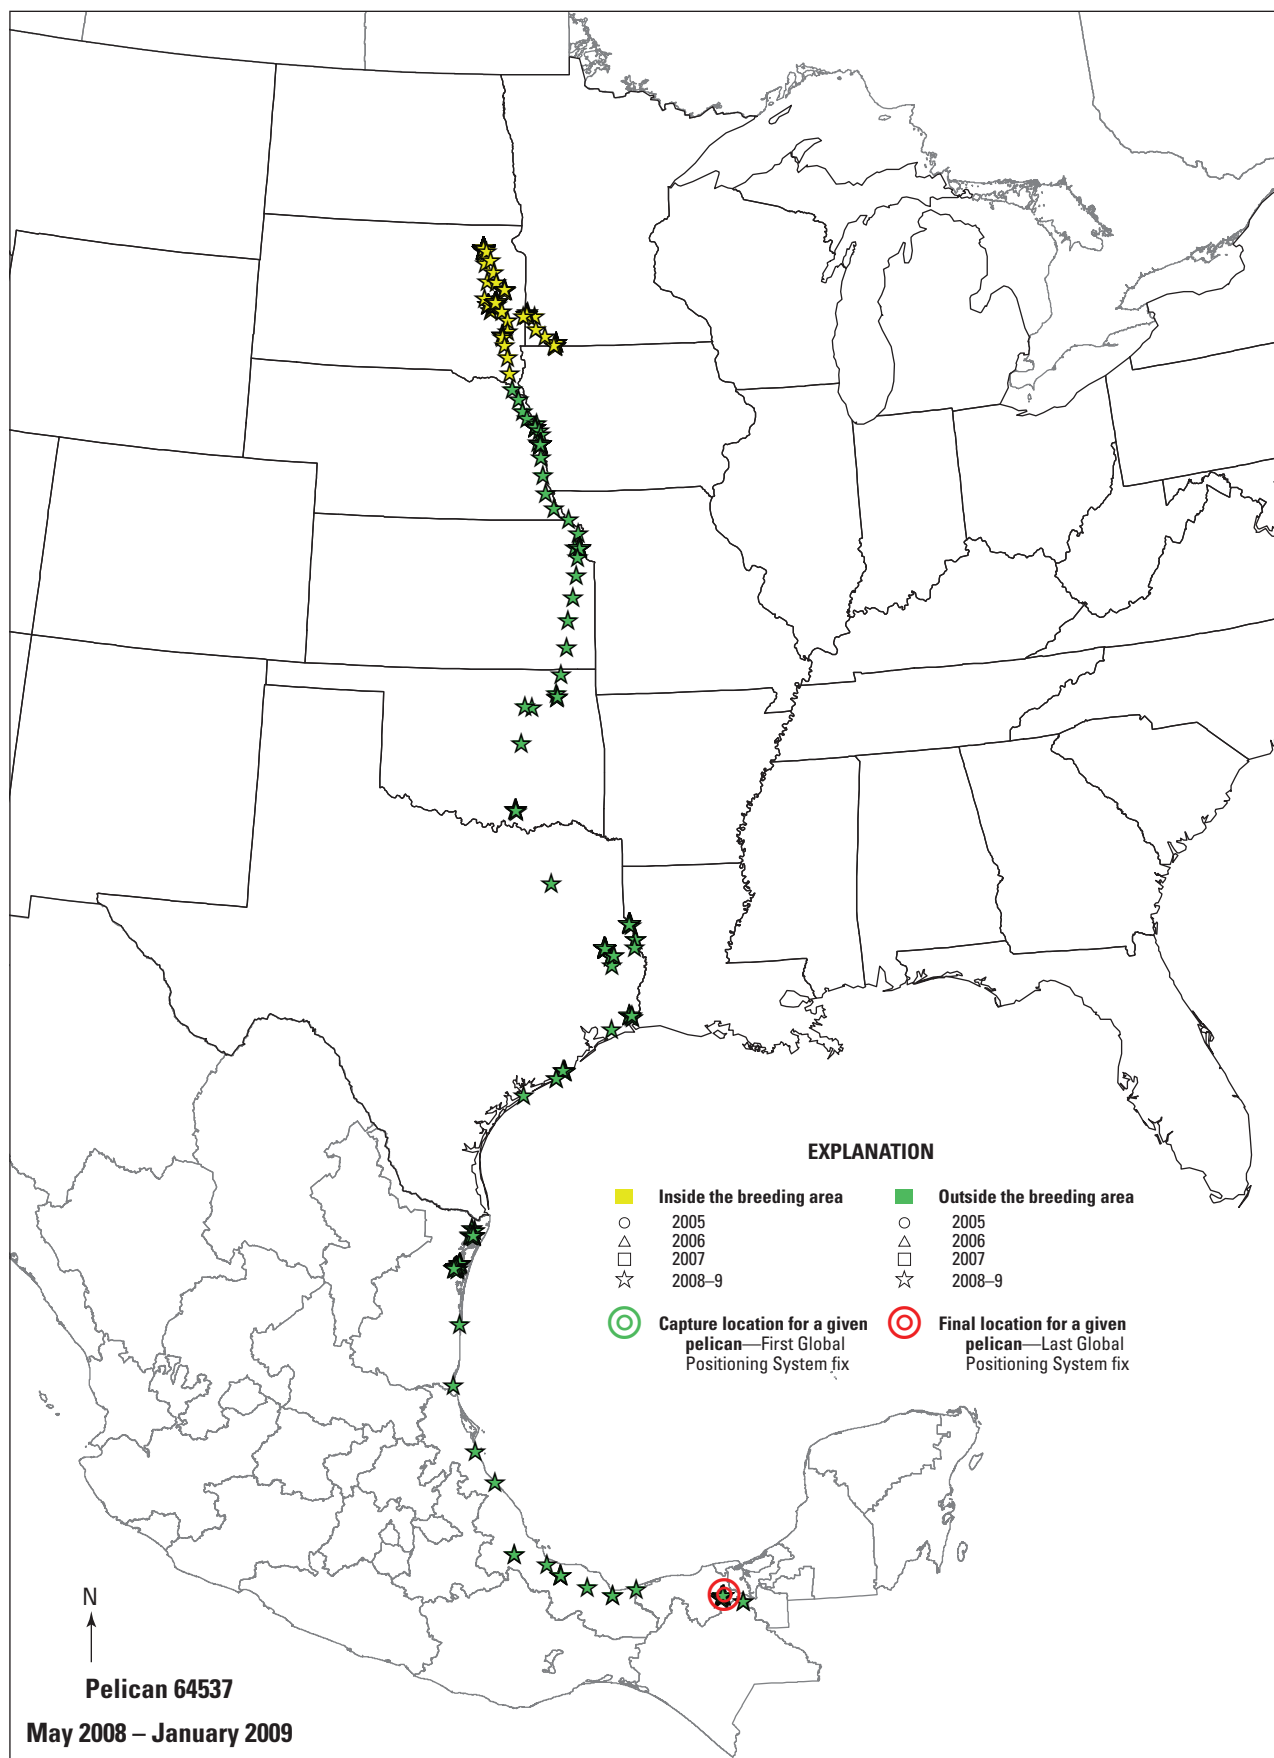 EXPLANATION
Inside the breeding area
2005
2006
2007
2008–9
Capture location for a given
pelican—First Global
Positioning System fix
Outside the breeding area
2005
2006
2007
2008–9
Final location for a given
pelican—Last Global
Positioning System fix
N
Pelican 64537
May 2008 – January 2009